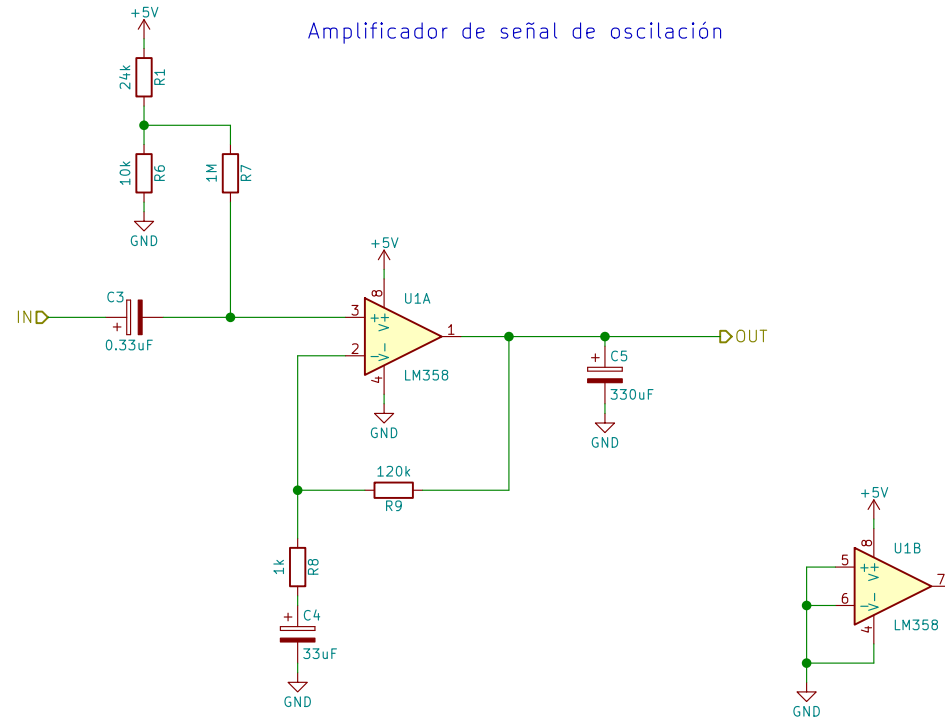 Amplificador de señal de oscilación
+5V
24k
R1
10k
R6
1M
R7
GND
+5V
C3
U1A
IN
+
3
8
+
V+
1
OUT
0.33uF
2
-
V-
4
LM358
+
C5
330uF
GND
GND
120k
R9
+5V
1k
R8
8
U1B
5
+
V+
7
6
-
V-
4
LM358
+
C4
33uF
GND
GND